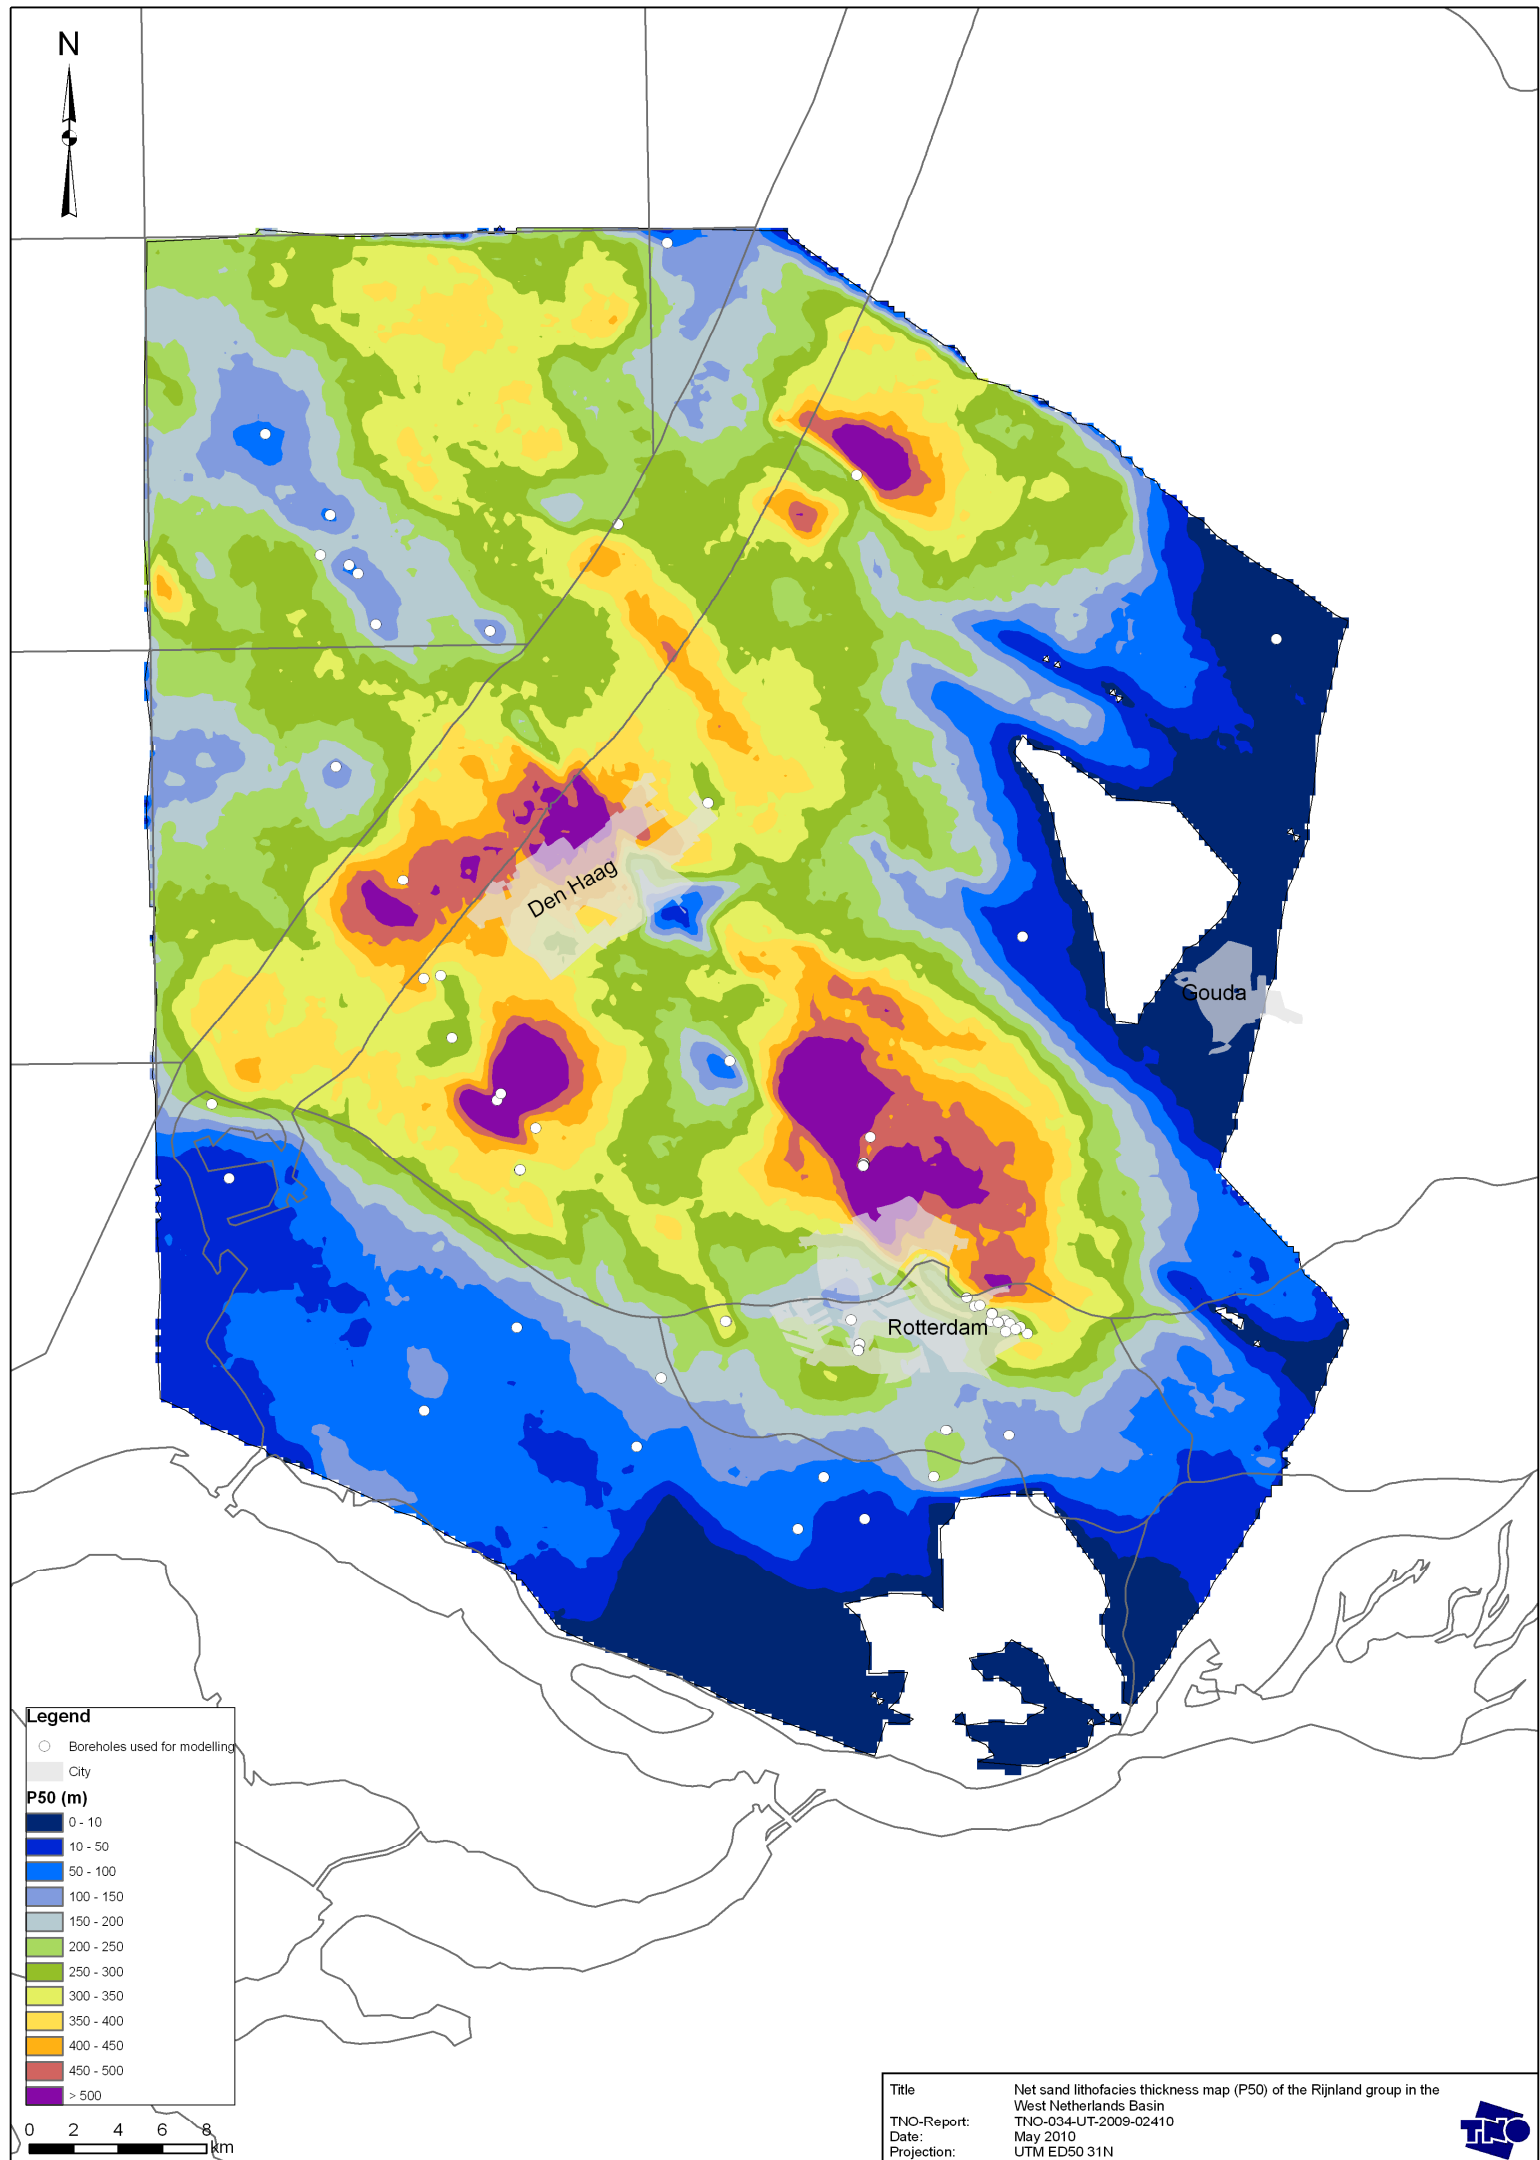 N
Den Haag
Gouda
Rotterdam
Legend
Boreholes used for modelling
City
P50 (m)
0 - 10
10 - 50
50 - 100
100 - 150
150 - 200
200 - 250
250 - 300
300 - 350
350 - 400
400 - 450
450 - 500
> 500
0 2 4 6 8
km
Title Net sand lithofacies thickness map (P50) of the Rijnland group in the
West Netherlands Basin
TNO-Report: TNO-034-UT-2009-02410
Date: May 2010
Projection: UTM ED50 31N
TNO